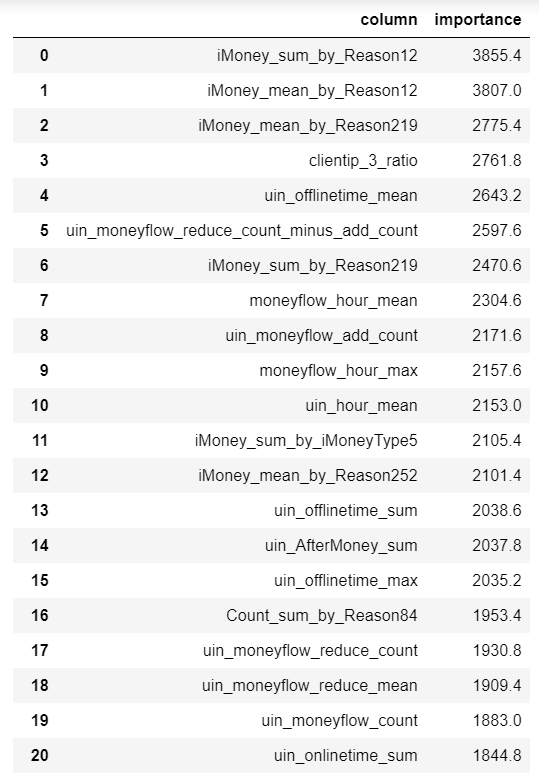 column importance
0 iMoney_sum_by_Reason12 3855.4
1 iMoney_mean_by_Reason12 3807.0
2 iMoney_mean_by_Reason219 2775.4
3 clientip_3_ratio 2761.8
4 uin_offlinetime_mean 2643.2
5 uin_moneyflow_reduce_count_minus_add_count 2597.6
6 iMoney_sum_by_Reason219 2470.6
7 moneyflow_hour_mean 2304.6
8 uin_moneyflow_add_count 2171.6
9 moneyflow_hour_max 2157.6
10 uin_hour_mean 2153.0
11 iMoney_sum_by_iMoneyType5 2105.4
12 iMoney_mean_by_Reason252 2101.4
13 uin_offlinetime_sum 2038.6
14 uin_AfterMoney_sum 2037.8
15 uin_offlinetime_max 2035.2
16 Count_sum_by_Reason84 1953.4
17 uin_moneyflow_reduce_count 1930.8
18 uin_moneyflow_reduce_mean 1909.4
19 uin_moneyflow_count 1883.0
20 uin_onlinetime_sum 1844.8